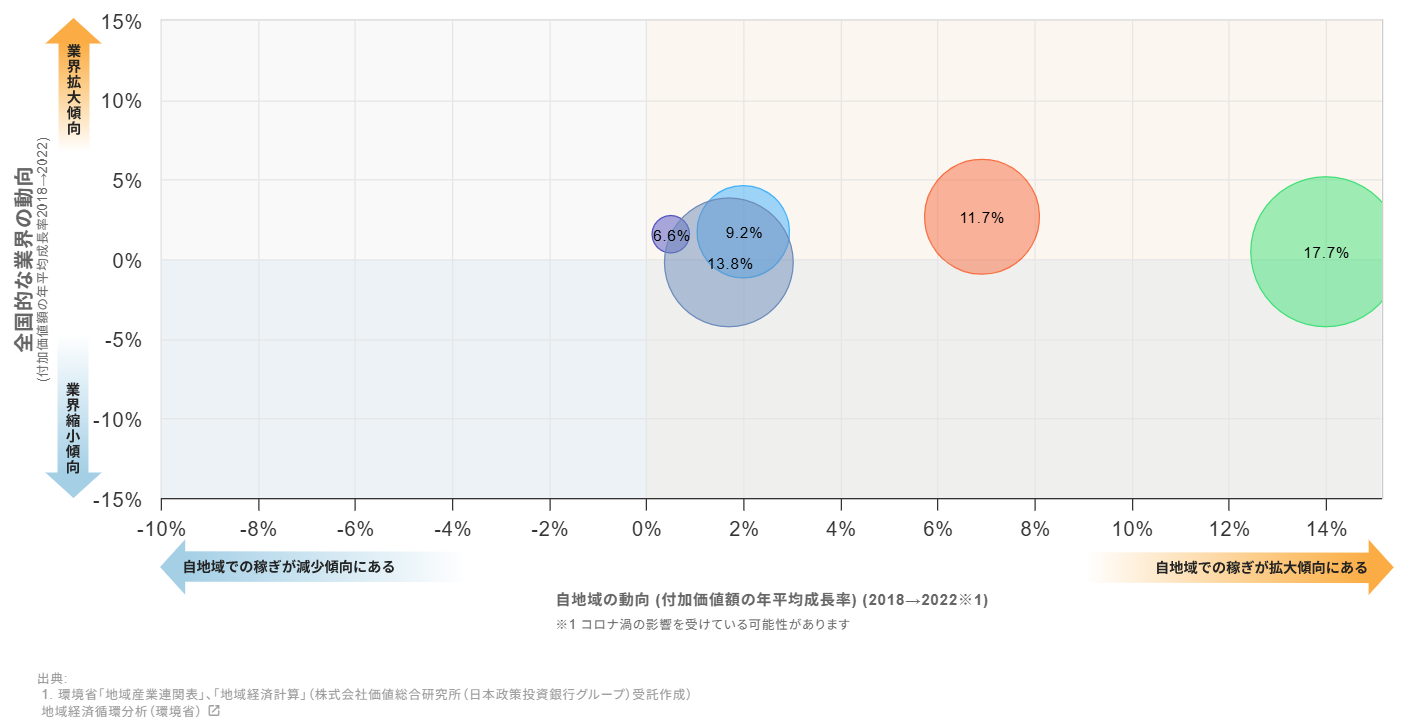 15%
10%
5%
0%
-5%
-10%
-15%
業界拡大傾向
全国的な業界の動向
(付加価値額の年平均成長率2018→2022)
業界縮小傾向
6.6%
9.2%
13.8%
11.7%
17.7%
-10%
-8%
-6%
-4%
-2%
0%
2%
4%
6%
8%
10%
12%
14%
自地域での稼ぎが減少傾向にある
自地域での稼ぎが拡大傾向にある
自地域の動向 (付加価値額の年平均成長率) (2018→2022※1)
※1 コロナ渦の影響を受けている可能性があります
出典:
1. 環境省「地域産業連関表」、「地域経済計算」(株式会社価値総合研究所(日本政策投資銀行グループ)受託作成)
地域経済循環分析(環境省)